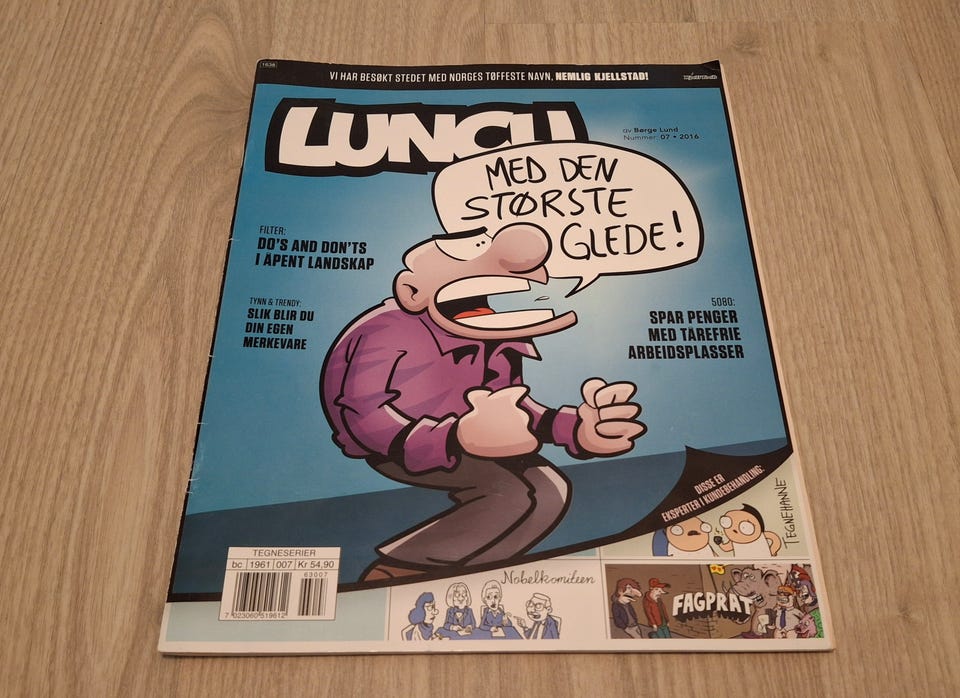 1638
VI HAR BESØKT STEDET MED NORGES TØFFESTE NAVN, NEMLIG KJELLSTAD!
LUNCH
av Børge Lund
Nummer: 07 • 2016
MED DEN
STØRSTE
GLEDE!
FILTER:
DO'S AND DON'TS
I ÅPENT LANDSKAP
TYNN & TRENDY:
SLIK BLIR DU
DIN EGEN
MERKEVARE
5080:
SPAR PENGER
MED TÅREFRIE
ARBEIDSPLASSER
DISSE ER
EKSPERTER I KUNDEBEHANDLING:
TEGNEHANNE
TEGNESERIER
bc 1961 007 Kr 54,90
63007
7 023060 519612
Nobelkomiteen
FAGPRAT